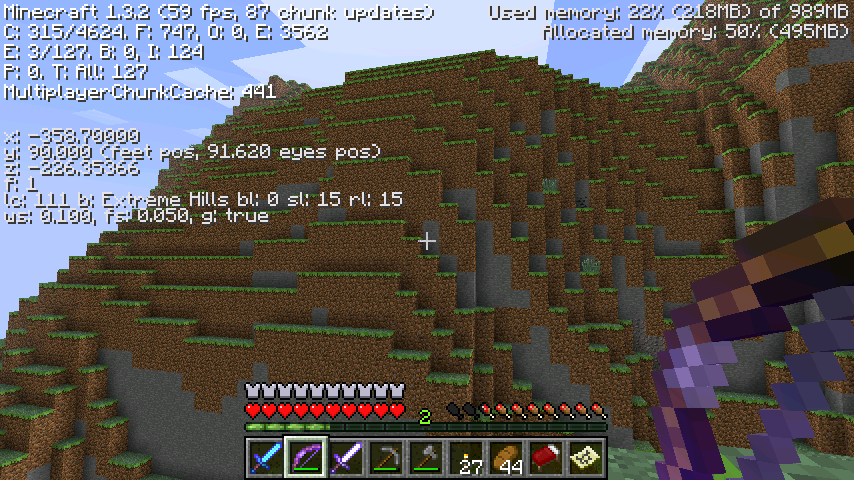 Minecraft 1.3.2 (59 fps, 87 chunk updates)
Used memory: 22% (218MB) of 989MB
C: 315/4624, F: 747, O: 0, E: 3562
Allocated memory: 50% (495MB)
E: 3/127. B: 0, I: 124
P: 0. T: All: 127
MultiplayerChunkCache: 441
x: -358.70000
y: 90.000 (feet pos, 91.620 eyes pos)
z: -226.35366
f: 1
lc: 111 b: Extreme Hills bl: 0 sl: 15 rl: 15
ws: 0.100, fs: 0.050, g: true
2
27 44